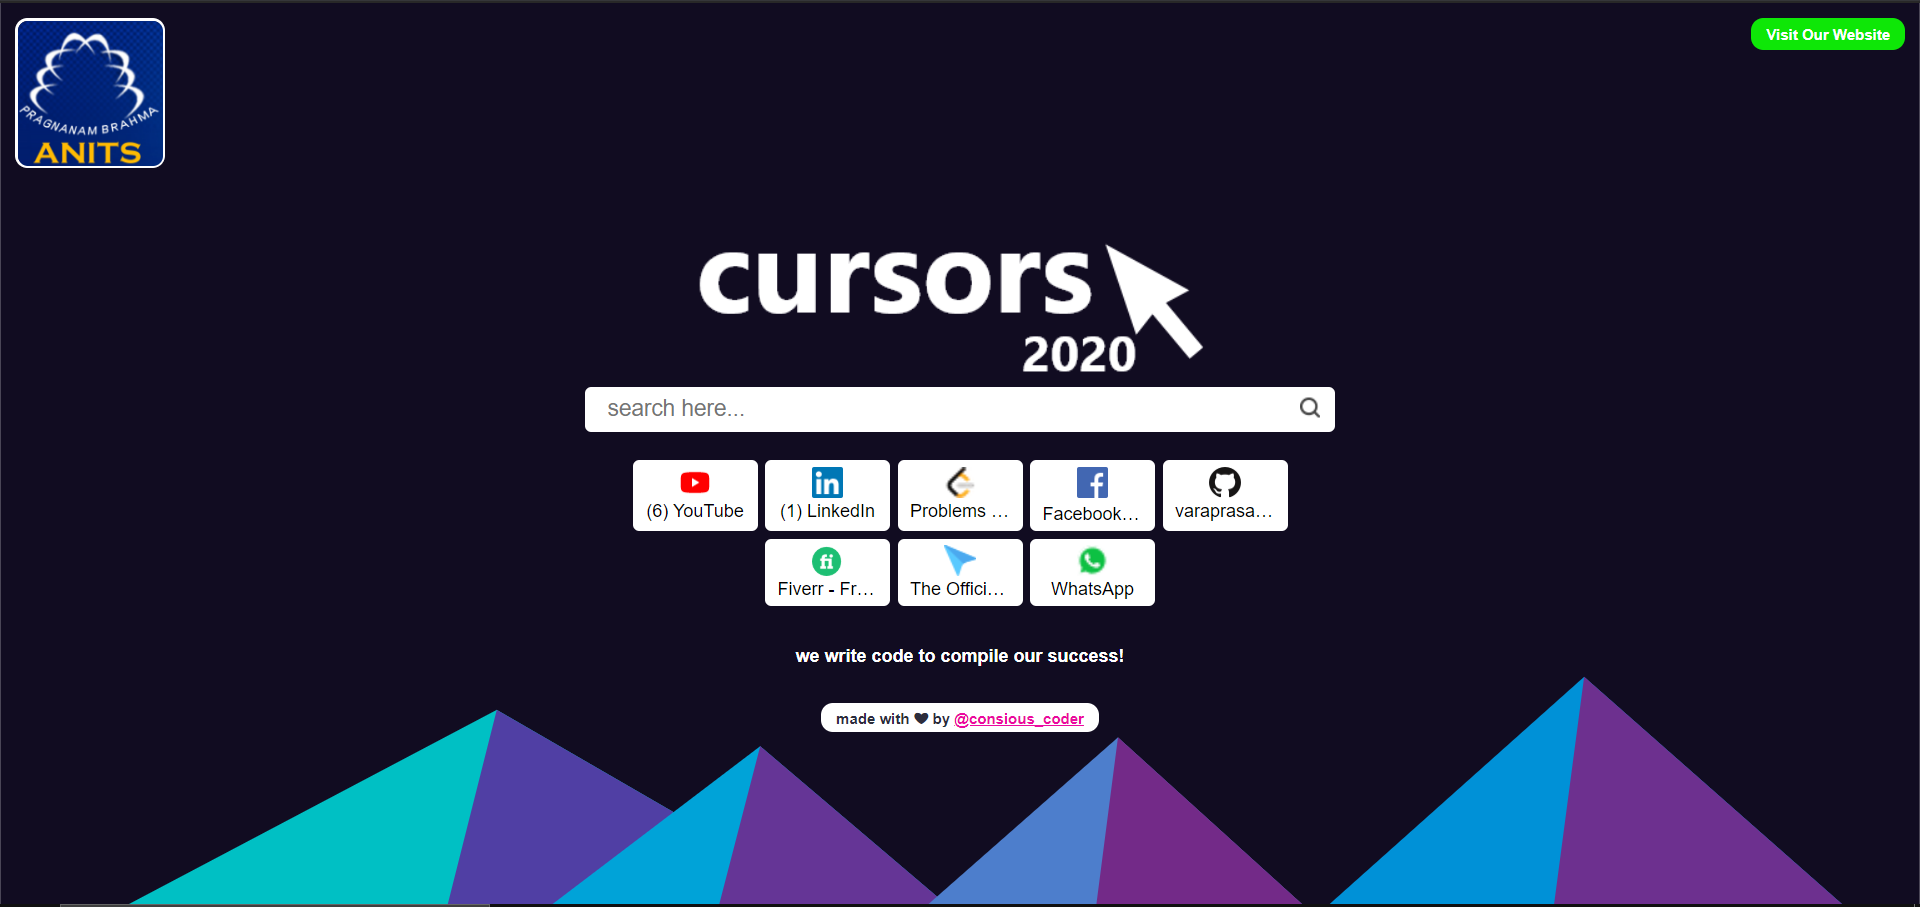 PRAGNANAM BRAHMA
ANITS
Visit Our Website
cursors
2020
search here...
(6) YouTube
(1) LinkedIn
Problems ...
Facebook...
varaprasa...
Fiverr - Fr...
The Offici...
WhatsApp
we write code to compile our success!
made with ❤ by @consious_coder